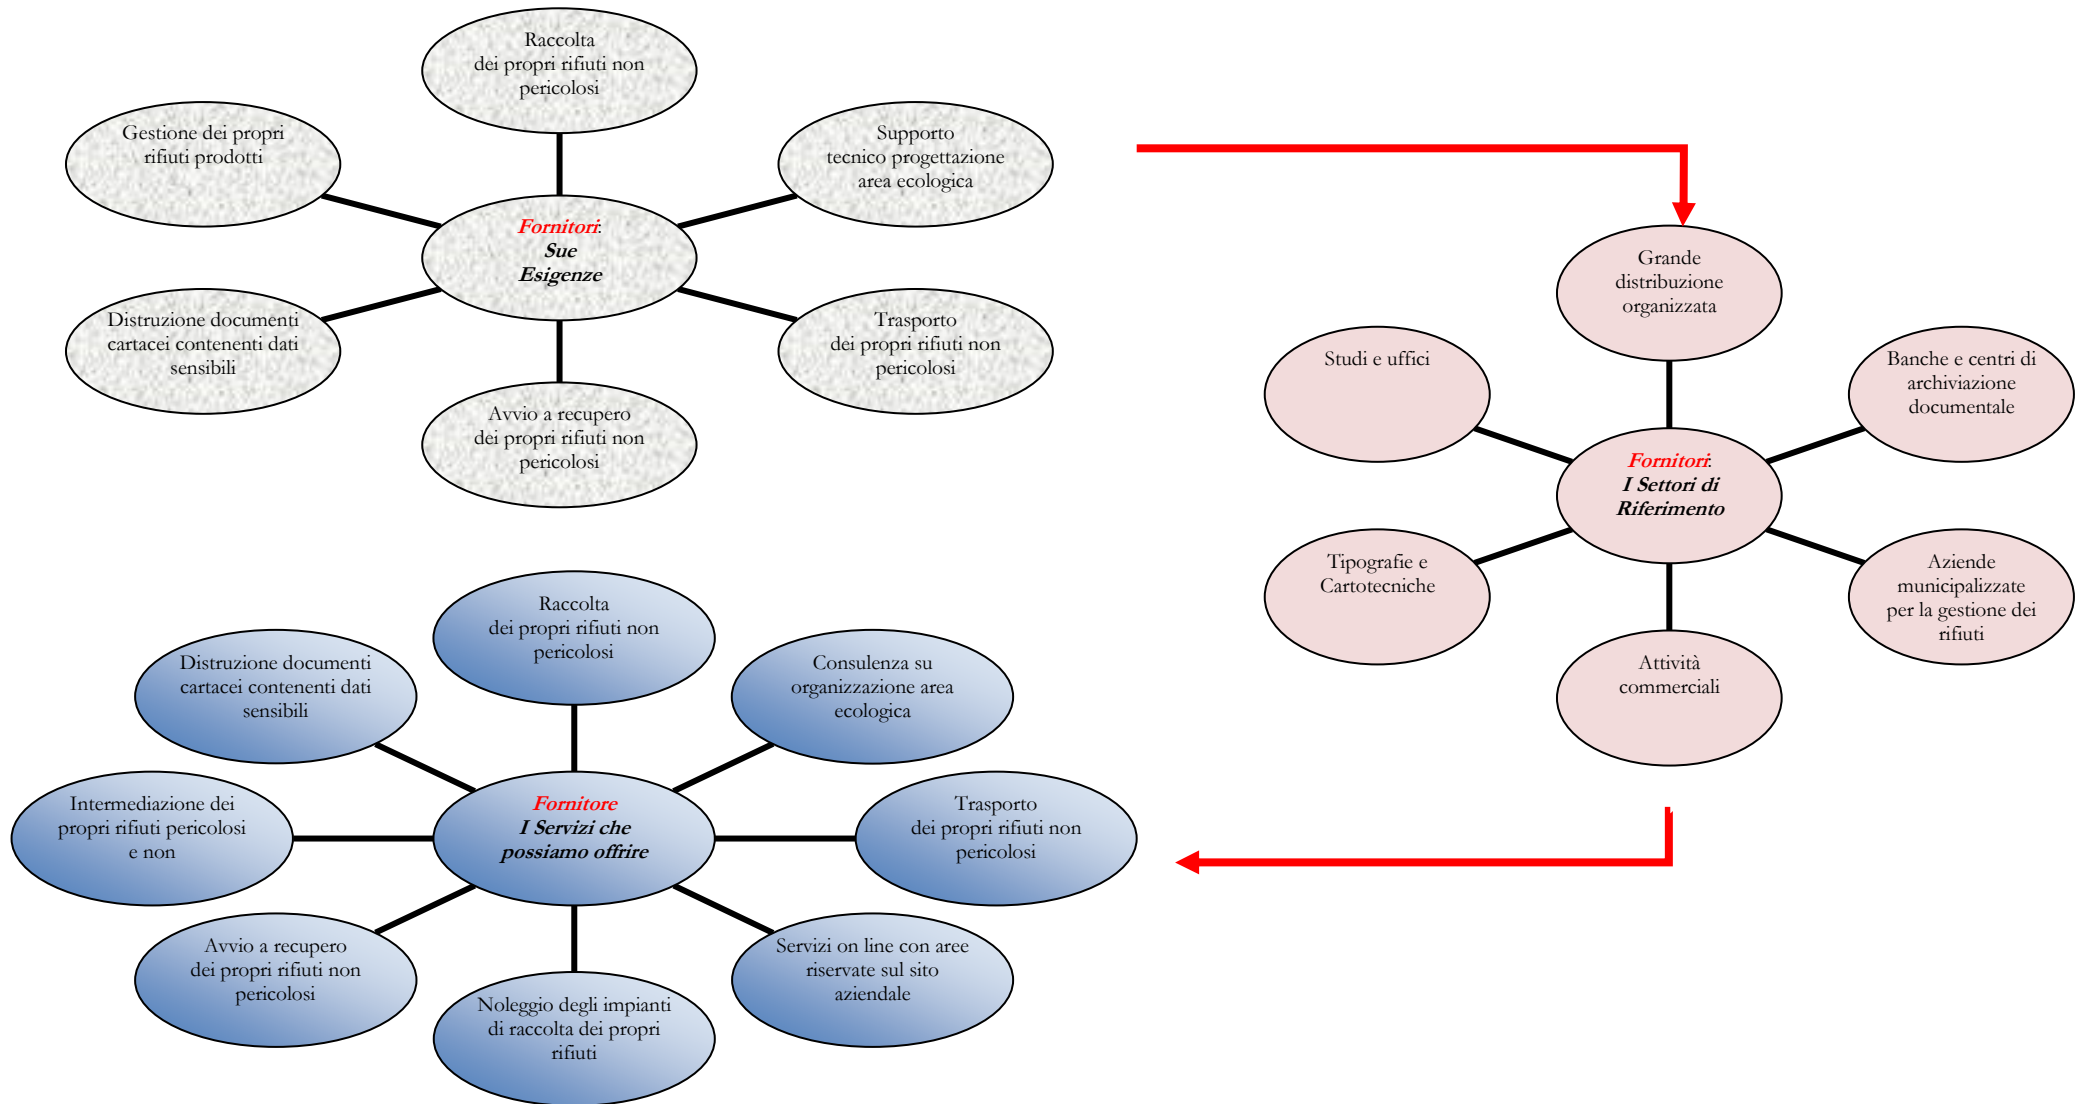 Raccolta
dei propri rifiuti non
pericolosi
Gestione dei propri
rifiuti prodotti
Supporto
tecnico progettazione
area ecologica
Fornitori:
Sue
Esigenze
Distruzione documenti
cartacei contenenti dati
sensibili
Trasporto
dei propri rifiuti non
pericolosi
Avvio a recupero
dei propri rifiuti non
pericolosi
Grande
distribuzione
organizzata
Studi e uffici
Banche e centri di
archiviazione
documentale
Fornitori:
I Settori di
Riferimento
Tipografie e
Cartotecniche
Aziende
municipalizzate
per la gestione dei
rifiuti
Attività
commerciali
Raccolta
dei propri rifiuti non
pericolosi
Distruzione documenti
cartacei contenenti dati
sensibili
Consulenza su
organizzazione area
ecologica
Intermediazione dei
propri rifiuti pericolosi
e non
Fornitore
I Servizi che
possiamo offrire
Trasporto
dei propri rifiuti non
pericolosi
Avvio a recupero
dei propri rifiuti non
pericolosi
Servizi on line con aree
riservate sul sito
aziendale
Noleggio degli impianti
di raccolta dei propri
rifiuti